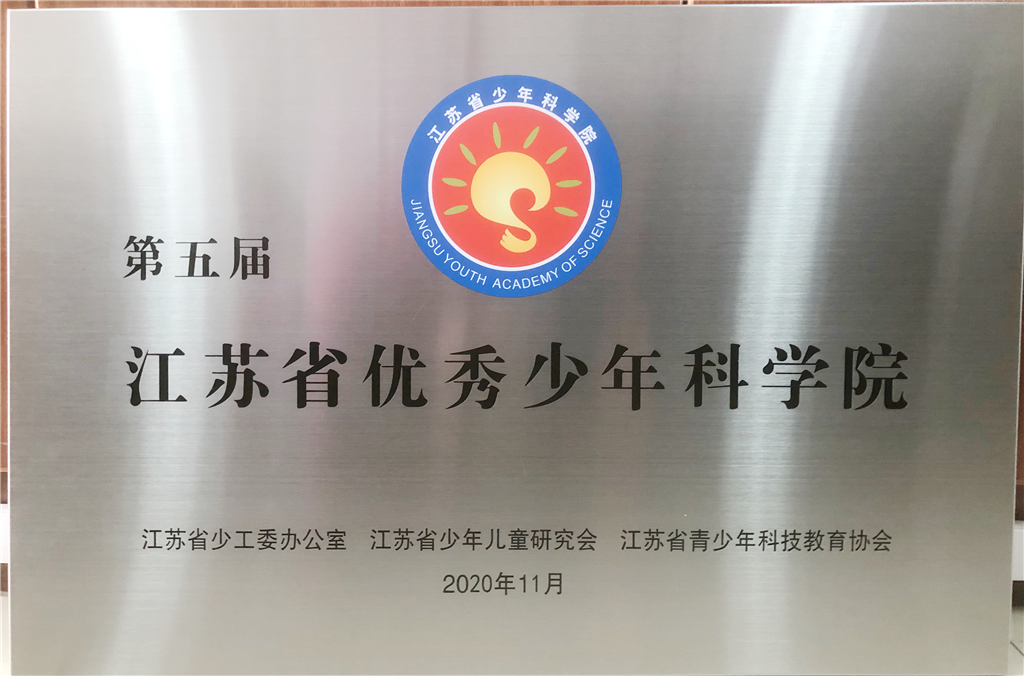 江苏省少年科学院
JIANGSU YOUTH ACADEMY OF SCIENCE
第五届
江苏省优秀少年科学院
江苏省少工委办公室 江苏省少年儿童研究会 江苏省青少年科技教育协会
2020年11月